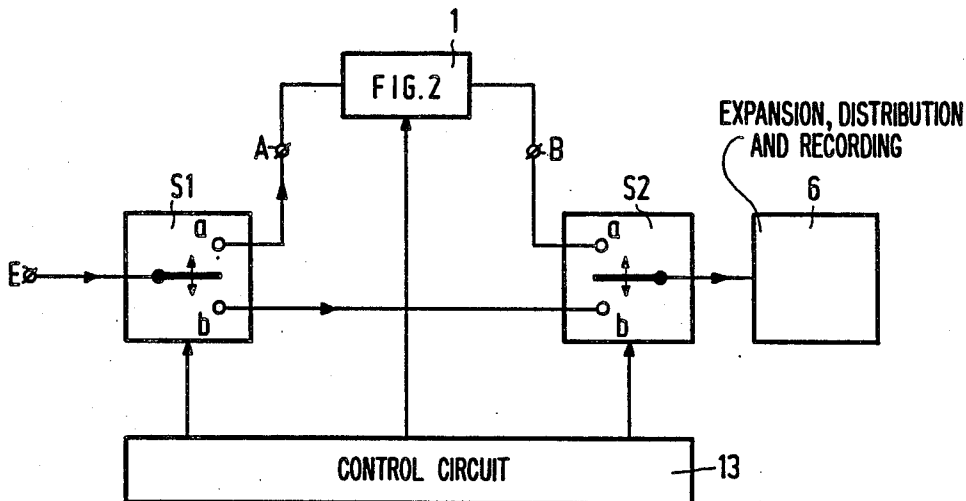 1
FIG.2
EXPANSION, DISTRIBUTION
AND RECORDING
A
B
S1
S2
6
a
a
E
b
b
CONTROL CIRCUIT
13